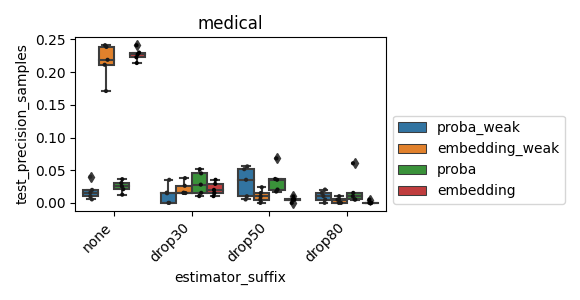 medical
test_precision_samples
0.25
0.20
0.15
0.10
0.05
0.00
none
drop30
drop50
drop80
estimator_suffix
proba_weak
embedding_weak
proba
embedding